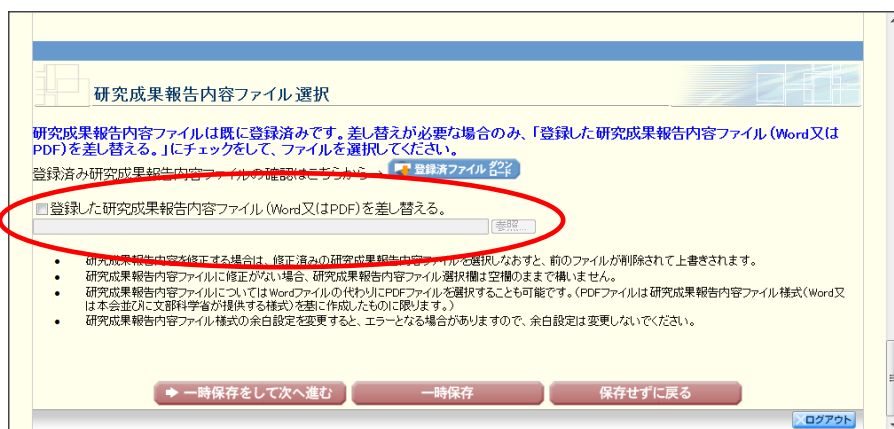 研究成果報告内容ファイル選択
研究成果報告内容ファイルは既に登録済みです。差し替えが必要な場合のみ、「登録した研究成果報告内容ファイル(Word又は
PDF)を差し替える。」にチェックをして、ファイルを選択してください。
登録済み研究成果報告内容ファイルの確認はこちらから→ 登録済ファイル ダウンロード
登録した研究成果報告内容ファイル(Word又はPDF)を差し替える。
参照...
• 研究成果報告内容を修正する場合は、修正済みの研究成果報告内容ファイルを選択しなおすと、前のファイルが削除されて上書きされます。
• 研究成果報告内容ファイルに修正がない場合、研究成果報告内容ファイル選択欄は空欄のままで構いません。
• 研究成果報告内容ファイルについてはWordファイルの代わりにPDFファイルを選択することも可能です。(PDFファイルは研究成果報告内容ファイル様式(Word又
は本会並びに文部科学省が提供する様式)を基に作成したものに限ります。)
• 研究成果報告内容ファイル様式の余白設定を変更すると、エラーとなる場合がありますので、余白設定は変更しないでください。
一時保存をして次へ進む 一時保存 保存せずに戻る
ログアウト